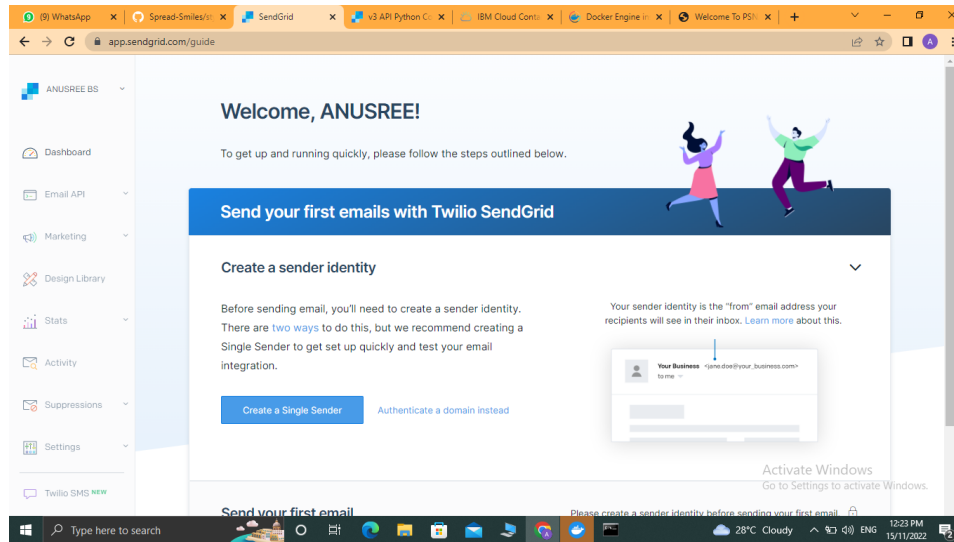 (9) WhatsApp
Spread-Smiles/st
SendGrid
v3 API Python Co
IBM Cloud Conta
Docker Engine in
Welcome To PSN
app.sendgrid.com/guide
A
ANUSREE BS
Dashboard
Email API
Marketing
Design Library
Stats
Activity
Suppressions
Settings
Twilio SMS NEW
Welcome, ANUSREE!
To get up and running quickly, please follow the steps outlined below.
Send your first emails with Twilio SendGrid
Create a sender identity
Before sending email, you'll need to create a sender identity.
There are two ways to do this, but we recommend creating a
Single Sender to get set up quickly and test your email
integration.
Create a Single Sender
Authenticate a domain instead
Your sender identity is the "from" email address your
recipients will see in their inbox. Learn more about this.
Your Business <jane.doe@your_business.com>
to me
Send your first email
Please create a sender identity before sending your first email.
Activate Windows
Go to Settings to activate Windows.
Type here to search
28°C Cloudy
ENG
12:23 PM
15/11/2022
2